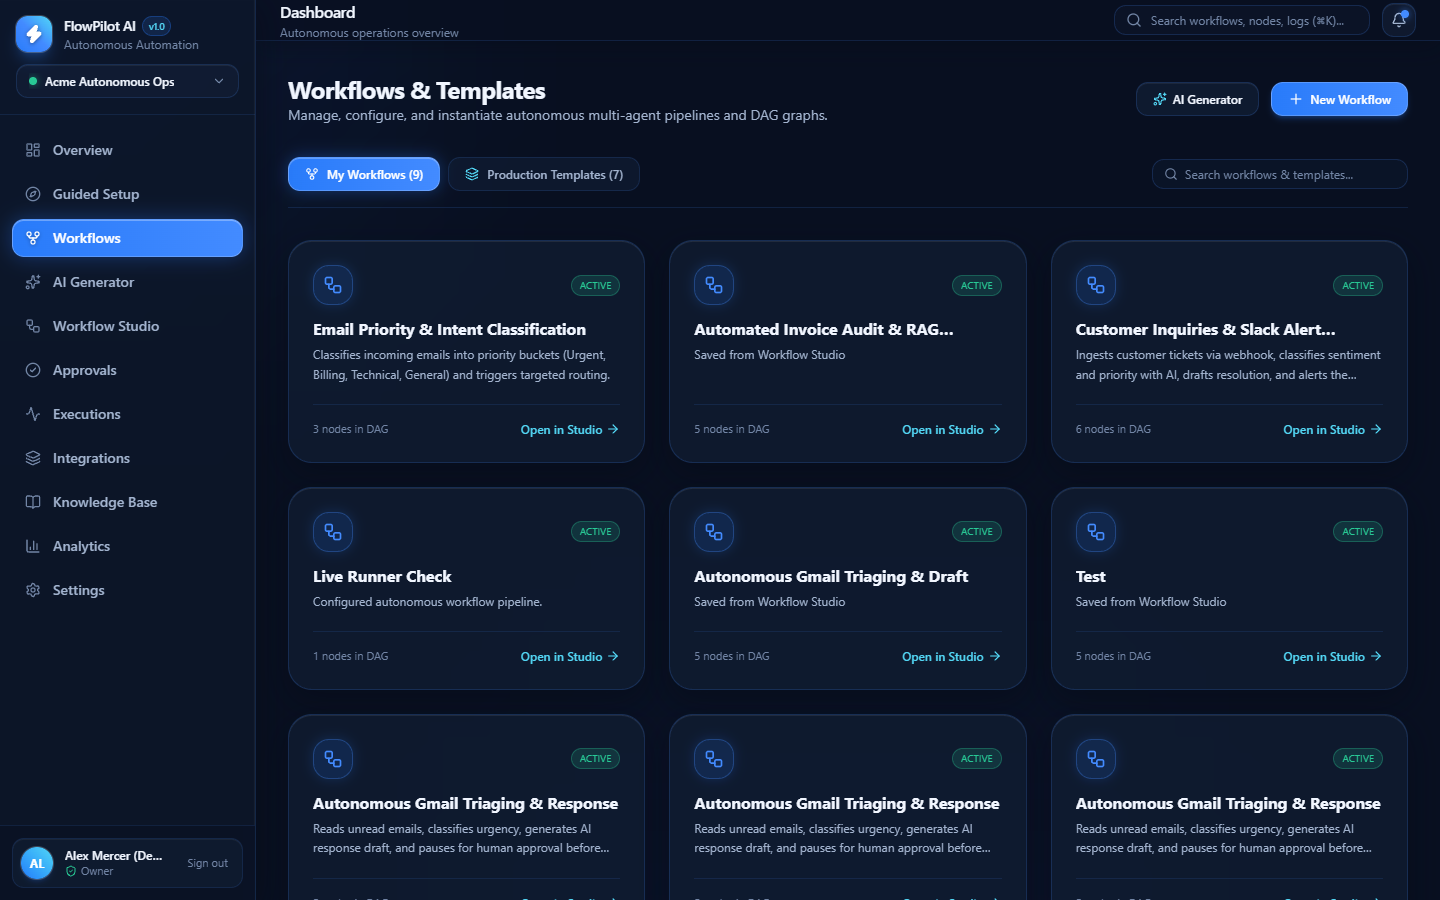 FlowPilot AI v1.0
Autonomous Automation
Acme Autonomous Ops
Overview
Guided Setup
Workflows
AI Generator
Workflow Studio
Approvals
Executions
Integrations
Knowledge Base
Analytics
Settings
AL
Alex Mercer (De...
Owner
Sign out
Dashboard
Autonomous operations overview
Search workflows, nodes, logs (⌘K)...
Workflows & Templates
Manage, configure, and instantiate autonomous multi-agent pipelines and DAG graphs.
AI Generator
New Workflow
My Workflows (9)
Production Templates (7)
Search workflows & templates...
ACTIVE
Email Priority & Intent Classification
Classifies incoming emails into priority buckets (Urgent,
Billing, Technical, General) and triggers targeted routing.
3 nodes in DAG
Open in Studio →
ACTIVE
Automated Invoice Audit & RAG...
Saved from Workflow Studio
5 nodes in DAG
Open in Studio →
ACTIVE
Customer Inquiries & Slack Alert...
Ingests customer tickets via webhook, classifies sentiment
and priority with AI, drafts resolution, and alerts the...
6 nodes in DAG
Open in Studio →
ACTIVE
Live Runner Check
Configured autonomous workflow pipeline.
1 nodes in DAG
Open in Studio →
ACTIVE
Autonomous Gmail Triaging & Draft
Saved from Workflow Studio
5 nodes in DAG
Open in Studio →
ACTIVE
Test
Saved from Workflow Studio
5 nodes in DAG
Open in Studio →
ACTIVE
Autonomous Gmail Triaging & Response
Reads unread emails, classifies urgency, generates AI
response draft, and pauses for human approval before...
ACTIVE
Autonomous Gmail Triaging & Response
Reads unread emails, classifies urgency, generates AI
response draft, and pauses for human approval before...
ACTIVE
Autonomous Gmail Triaging & Response
Reads unread emails, classifies urgency, generates AI
response draft, and pauses for human approval before...